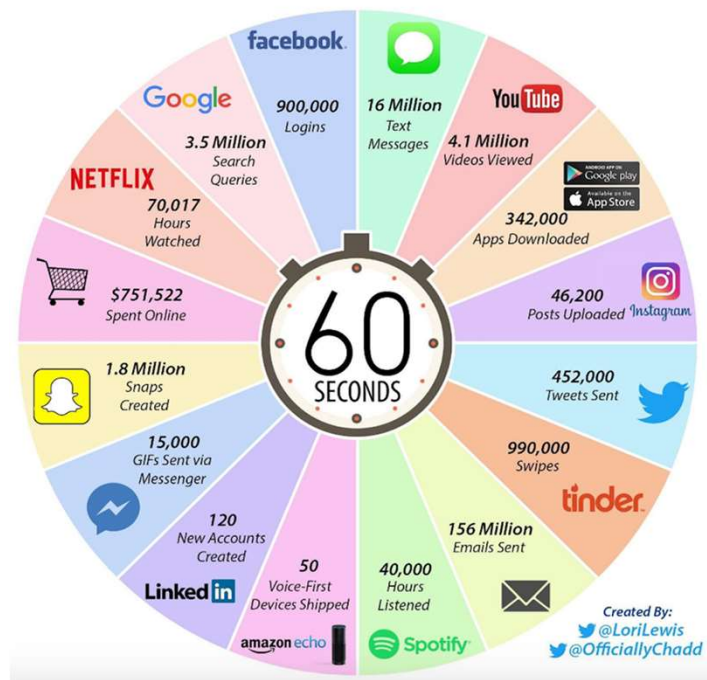 facebook
900,000
Logins
16 Million
Text
Messages
YouTube
4.1 Million
Videos Viewed
ANDROID APP ON
Google play
Available on the
App Store
342,000
Apps Downloaded
46,200
Posts Uploaded
Instagram
452,000
Tweets Sent
990,000
Swipes
tinder
156 Million
Emails Sent
40,000
Hours
Listened
Spotify
50
Voice-First
Devices Shipped
amazon echo
120
New Accounts
Created
Linked in
15,000
GIFs Sent via
Messenger
1.8 Million
Snaps
Created
$751,522
Spent Online
NETFLIX
70,017
Hours
Watched
Google
3.5 Million
Search
Queries
60
SECONDS
Created By:
@LoriLewis
@OfficiallyChadd